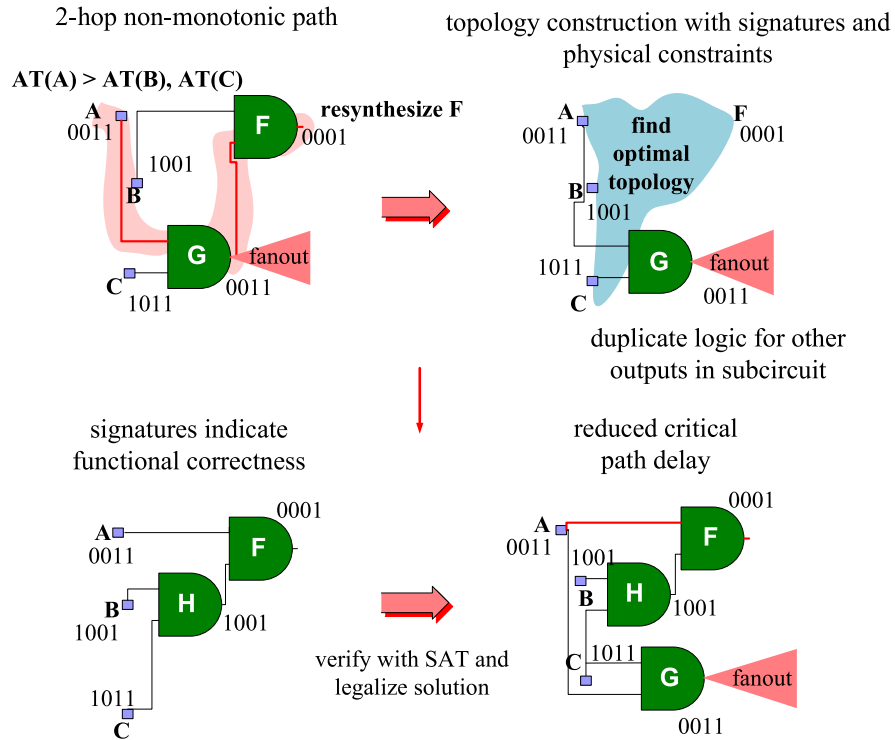 2-hop non-monotonic path
AT(A) > AT(B), AT(C)
A
0011
1001
B
F
resynthesize F
0001
G
fanout
C
1011
0011
topology construction with signatures and
physical constraints
A
0011
F
0001
find
optimal
topology
B
1001
1011
C
G
fanout
0011
duplicate logic for other
outputs in subcircuit
signatures indicate
functional correctness
0001
A
0011
F
B
1001
H
1001
1011
C
verify with SAT and
legalize solution
reduced critical
path delay
0001
A
0011
F
1001
B
H
1001
C
1011
G
fanout
0011